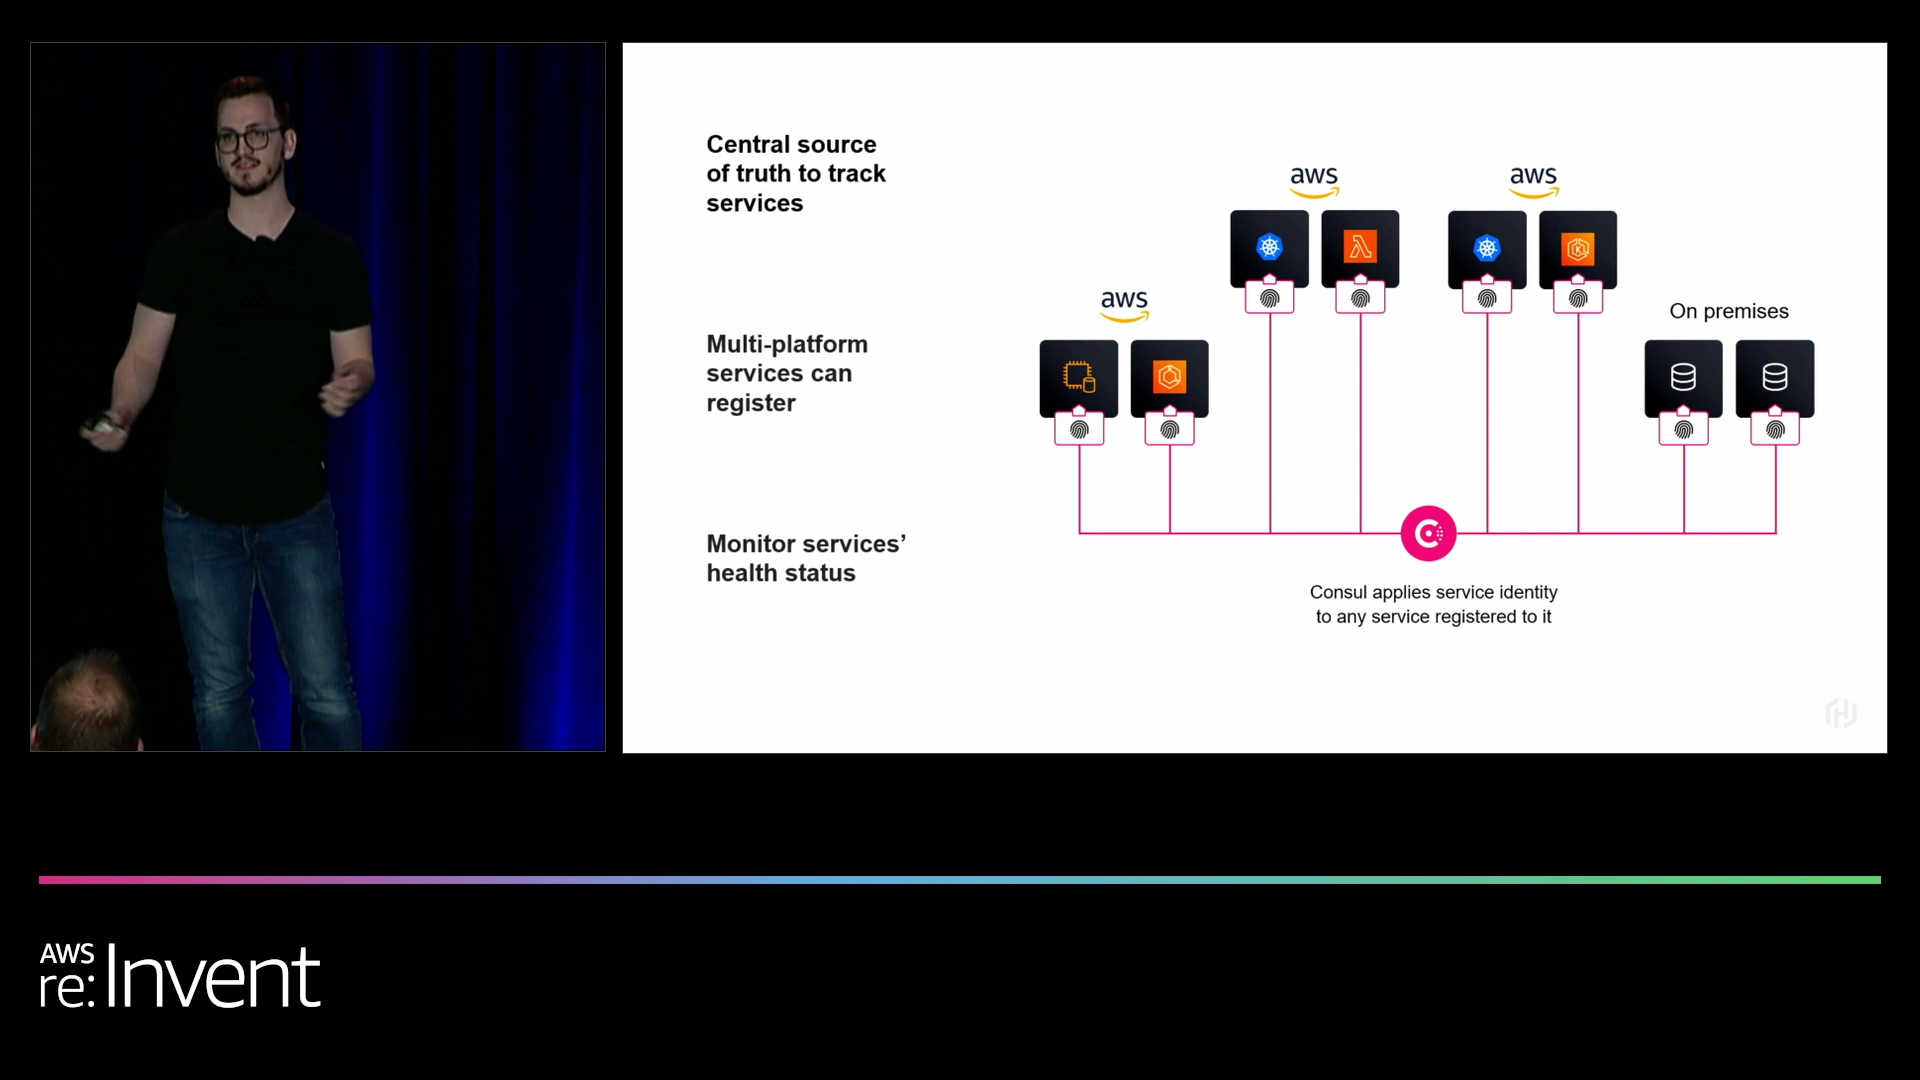 Central source
of truth to track
services
Multi-platform
services can
register
Monitor services’
health status
aws
aws
aws
On premises
Consul applies service identity
to any service registered to it
AWS
re:Invent